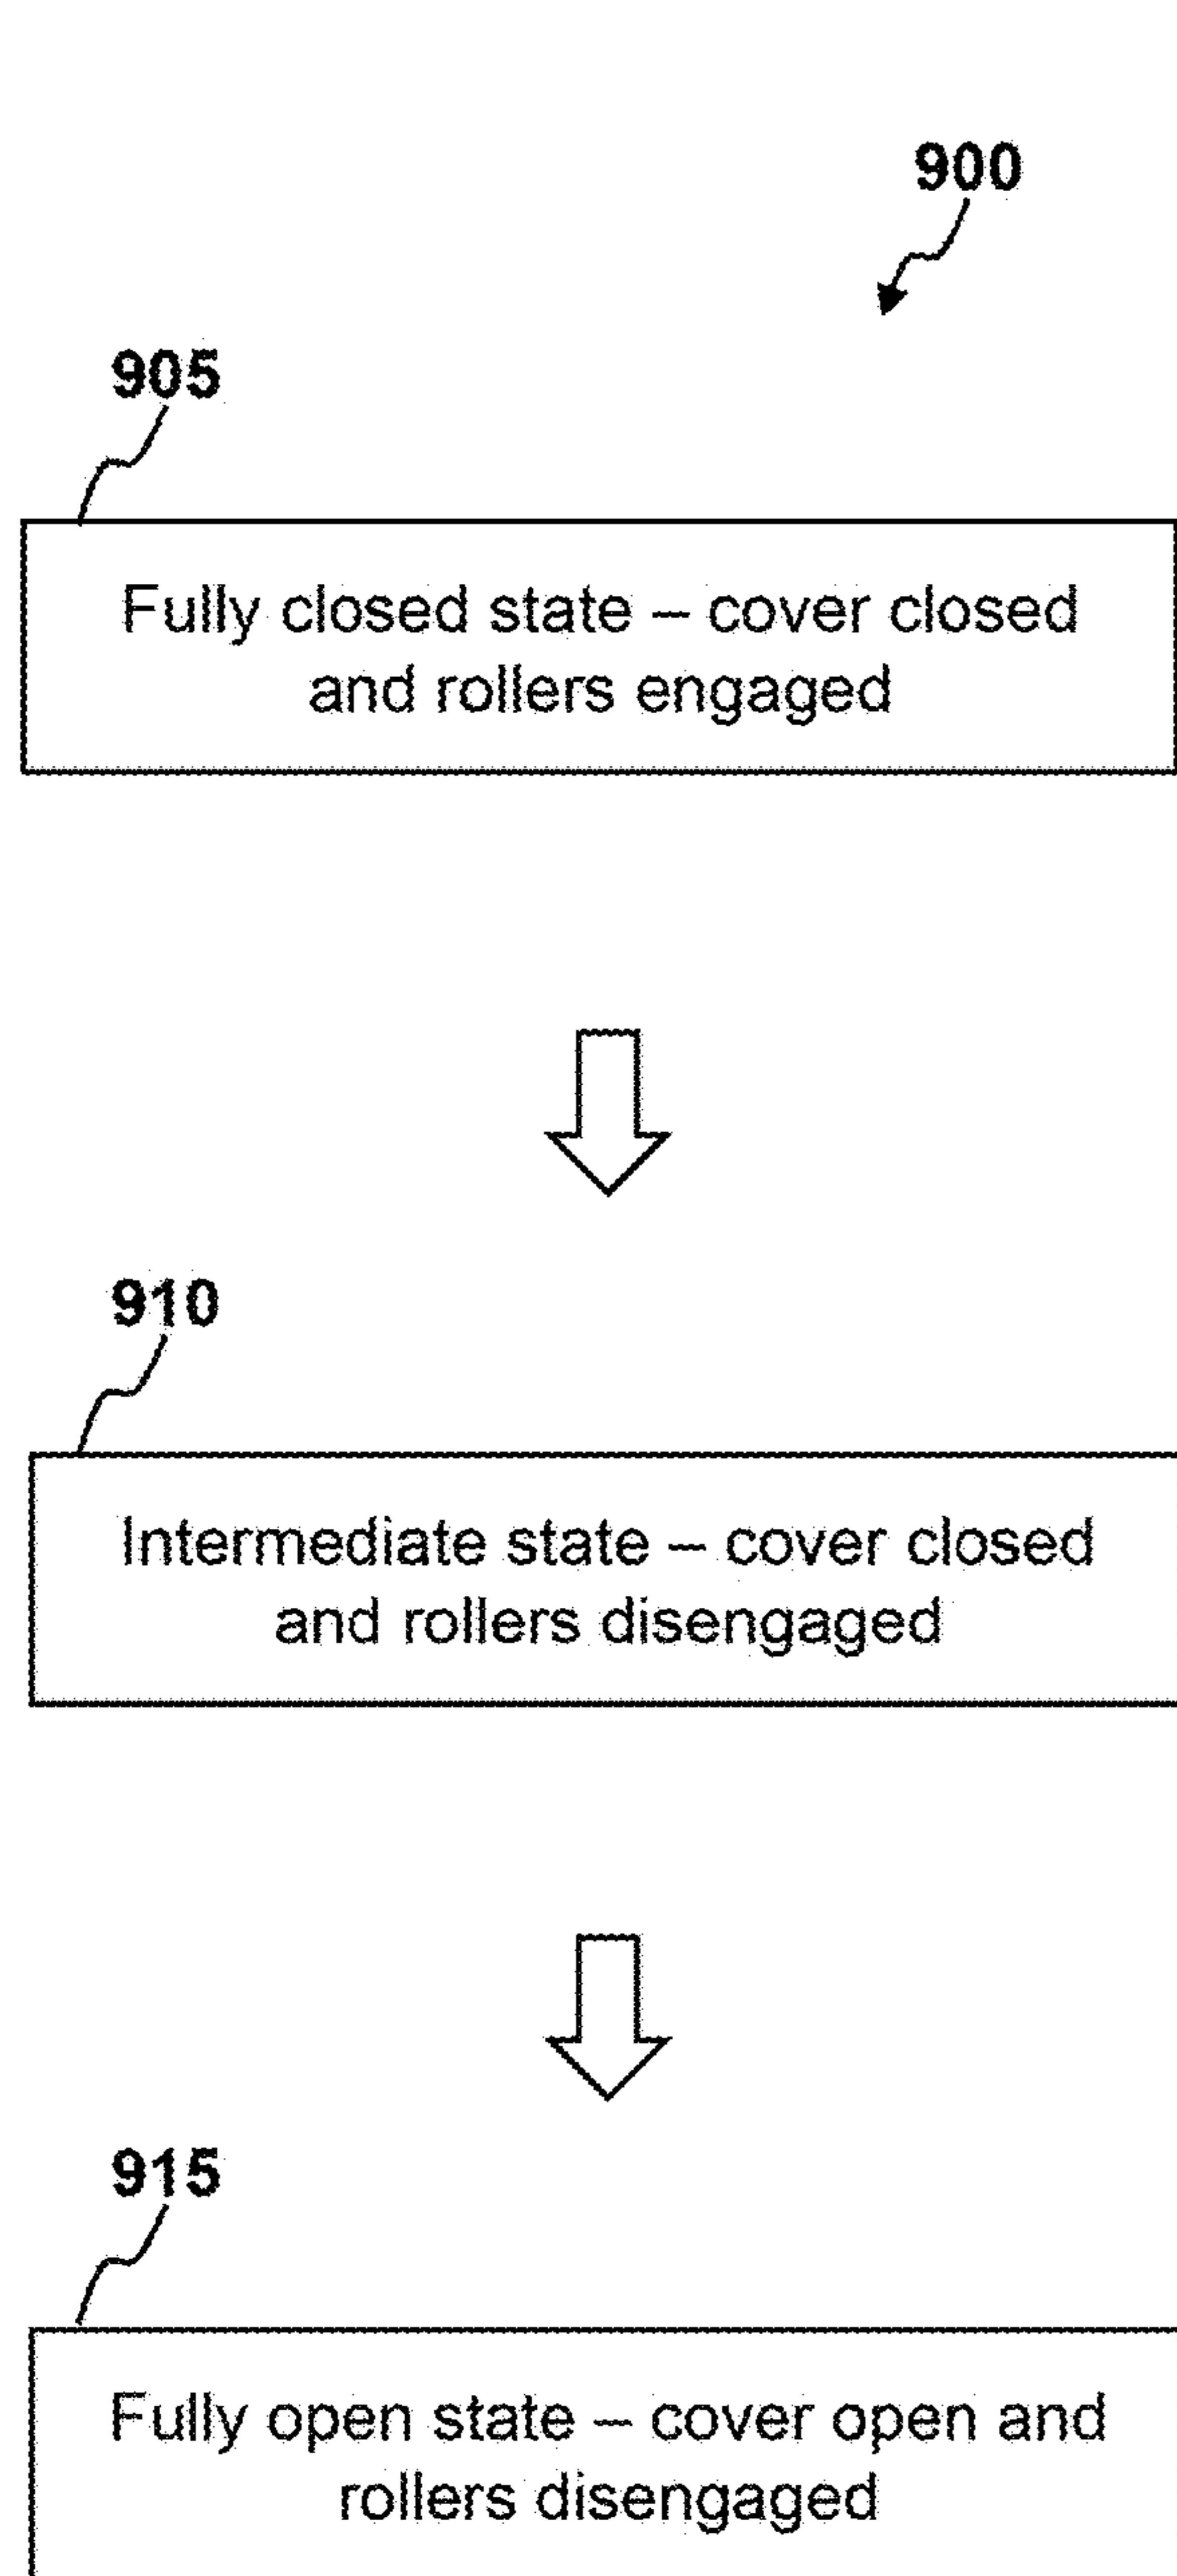 900
905
Fully closed state – cover closed
and rollers engaged
910
Intermediate state – cover closed
and rollers disengaged
915
Fully open state – cover open and
rollers disengaged